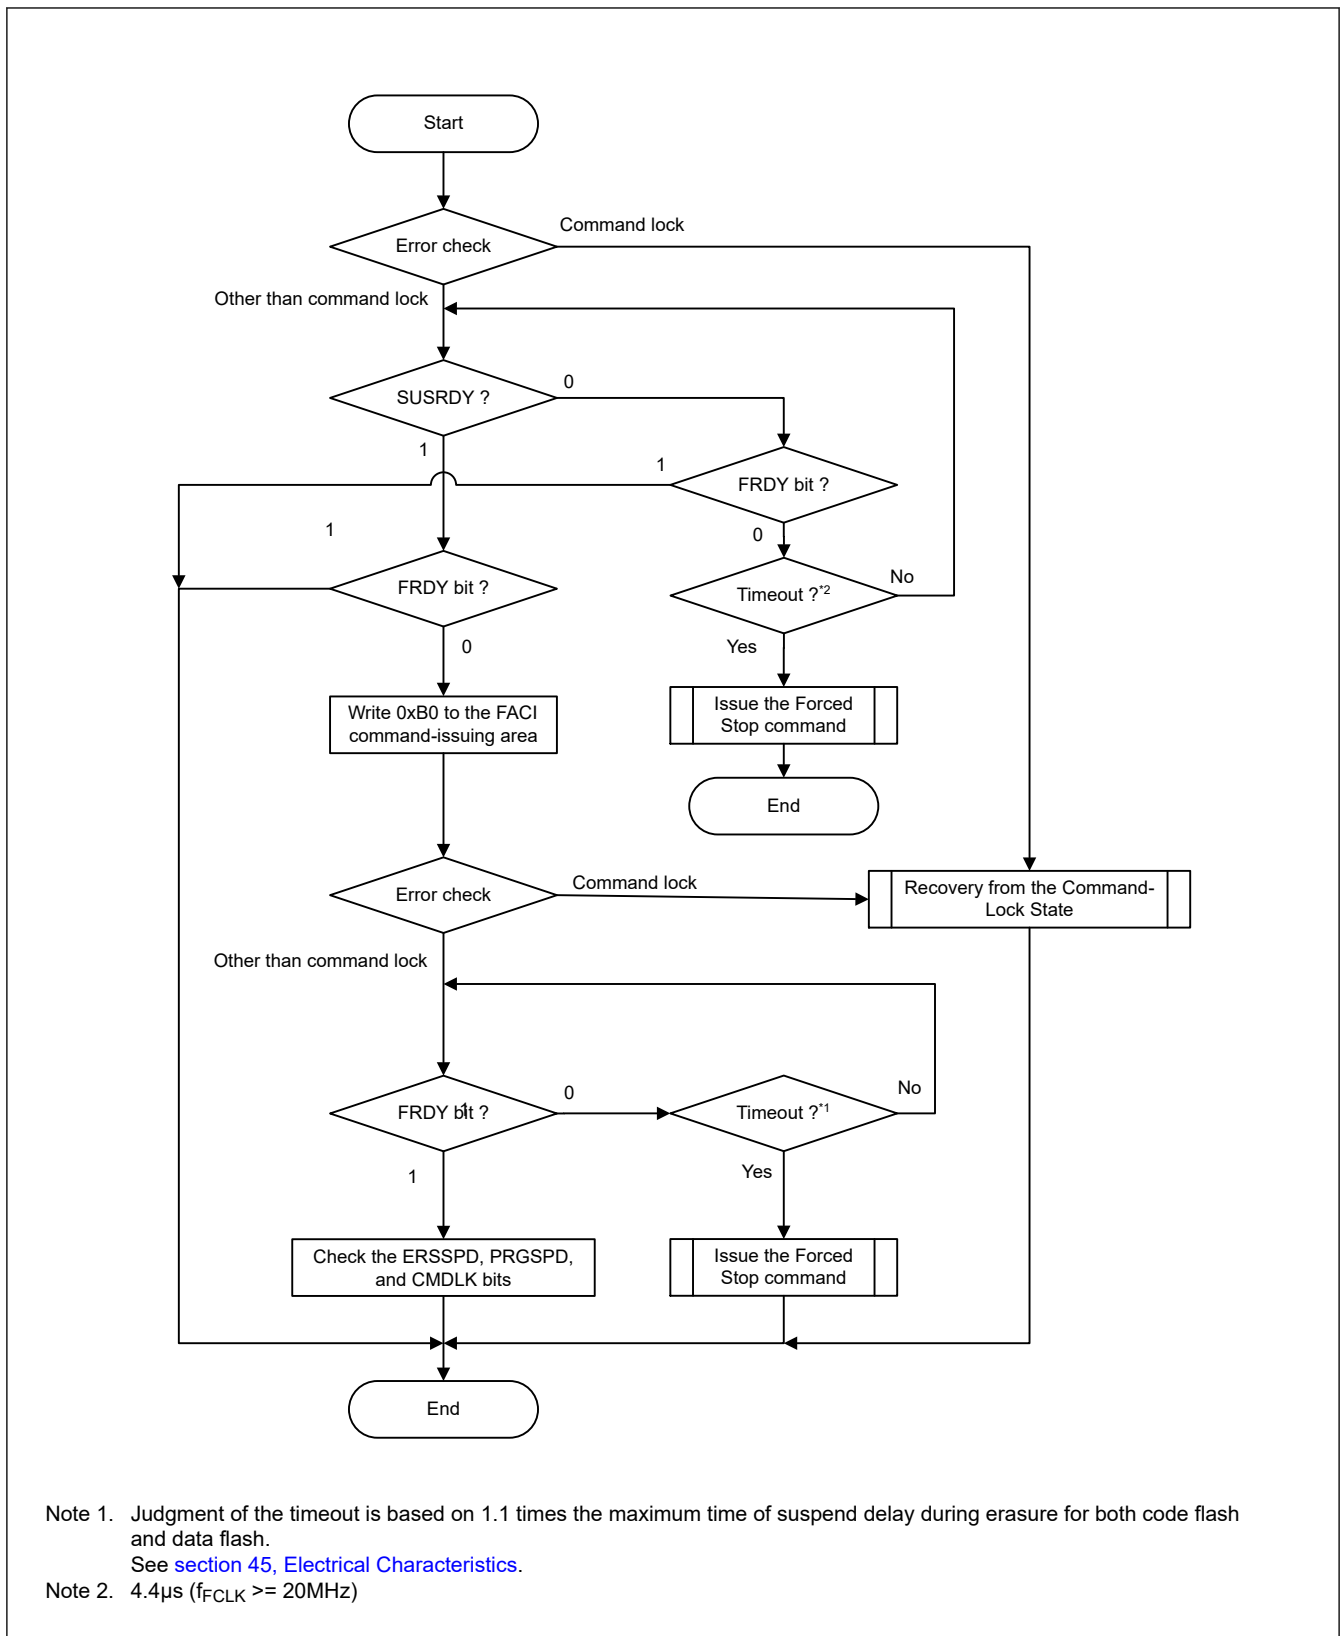 Start
Error check
Command lock
Other than command lock
SUSRDY ?
0
1
1
FRDY bit ?
1
0
FRDY bit ?
Timeout ?*2
No
0
Yes
Write 0xB0 to the FACI
command-issuing area
Issue the Forced
Stop command
End
Error check
Command lock
Recovery from the Command-
Lock State
Other than command lock
FRDY bit ?
1
0
Timeout ?*1
No
1
Yes
Check the ERSSPD, PRGSPD,
and CMDLK bits
Issue the Forced
Stop command
End
Note 1. Judgment of the timeout is based on 1.1 times the maximum time of suspend delay during erasure for both code flash
and data flash.
See section 45, Electrical Characteristics.
Note 2. 4.4µs (fFCLK >= 20MHz)